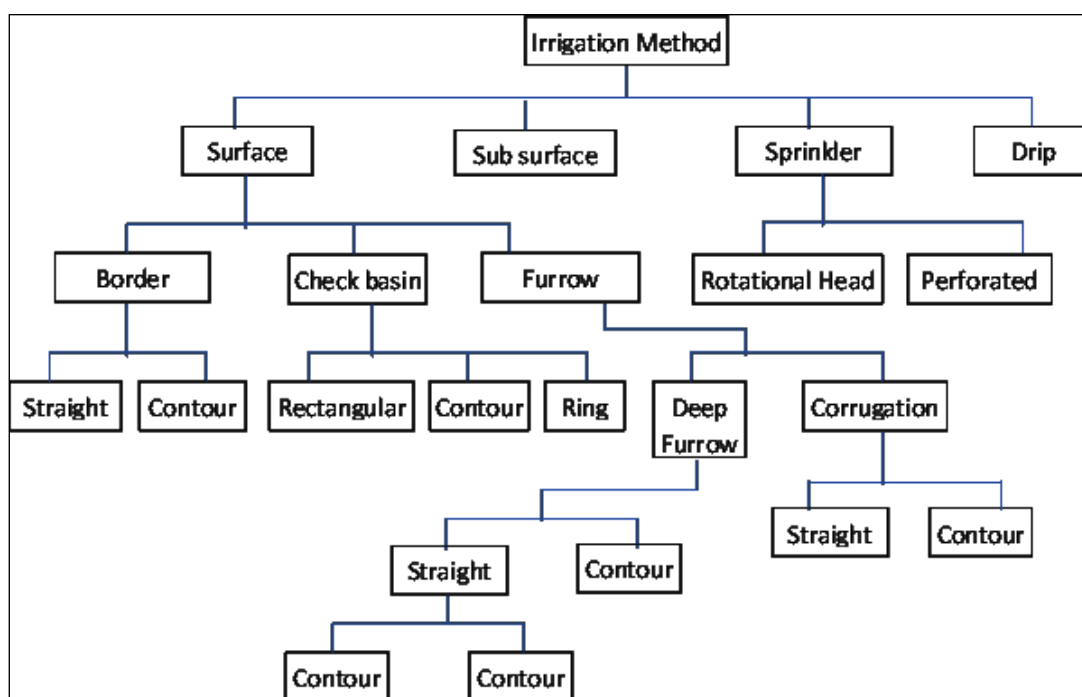 Irrigation Method
Surface
Sub surface
Sprinkler
Drip
Border
Check basin
Furrow
Rotational Head
Perforated
Straight
Contour
Rectangular
Contour
Ring
Deep
Furrow
Corrugation
Straight
Contour
Straight
Contour
Contour
Contour